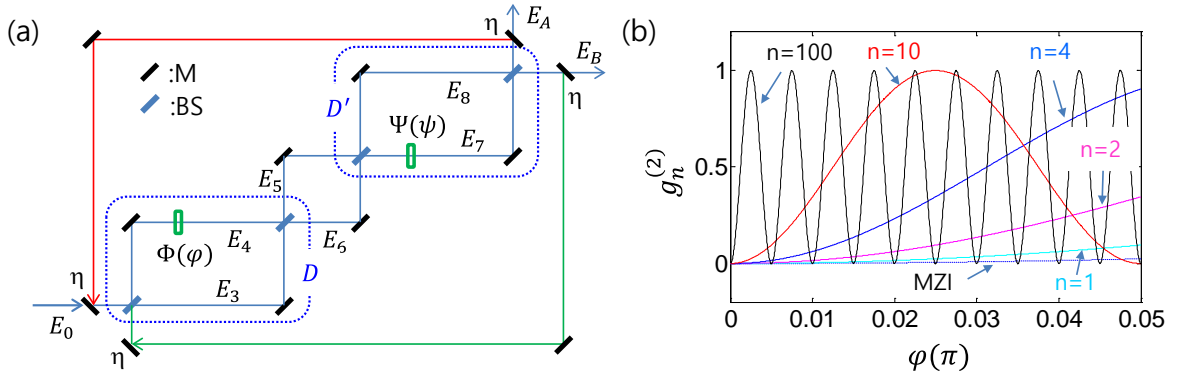 (a)
η
E_A
E_B
:M
:BS
η
E_8
D′
Ψ(ψ)
E_7
E_5
E_4
E_6
Φ(φ)
D
η
E_3
E_0
η
(b)
n=100
n=10
n=4
1
n=2
g_n^(2)
0.5
MZI
n=1
0
0
0.01
0.02
0.03
0.04
0.05
φ(π)